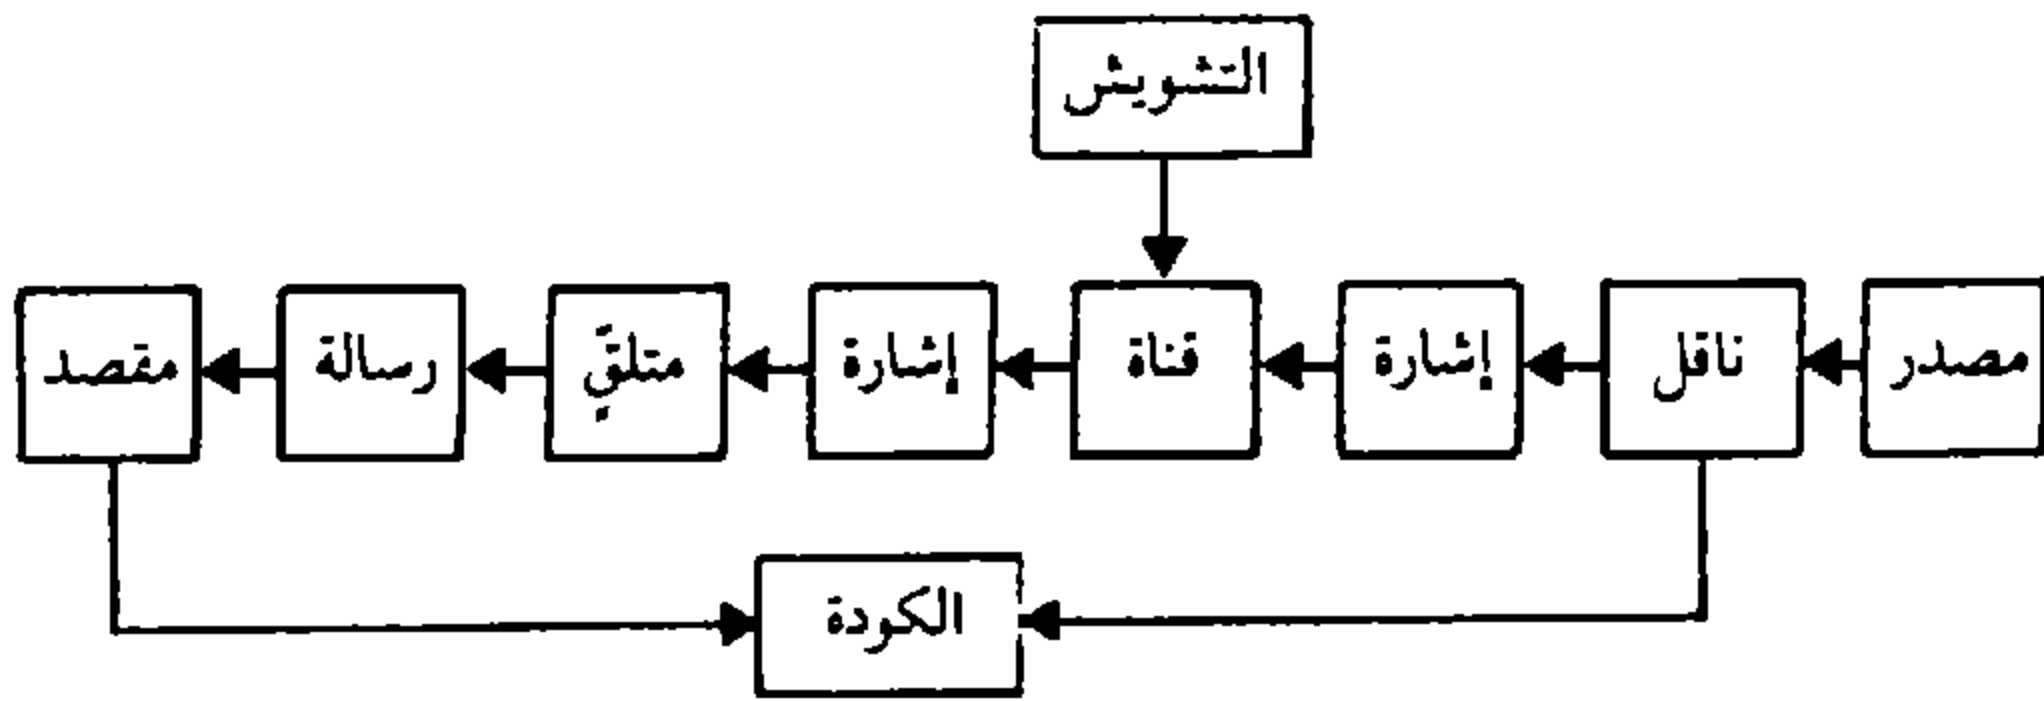 التشويش
مصدر
ناقل
إشارة
قناة
إشارة
متلقٍّ
رسالة
مقصد
الكودة